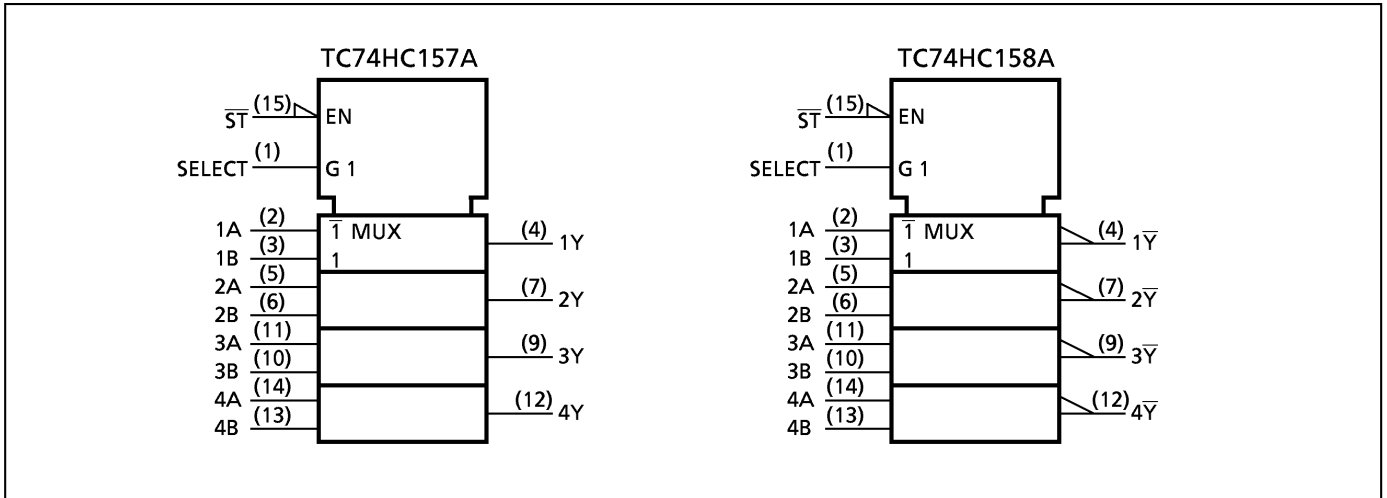 TC74HC157A
S̅T̅ (15) EN
SELECT (1) G 1
1A (2) 1̅ MUX (4) 1Y
1B (3) 1
2A (5) (7) 2Y
2B (6)
3A (11) (9) 3Y
3B (10)
4A (14) (12) 4Y
4B (13)
TC74HC158A
S̅T̅ (15) EN
SELECT (1) G 1
1A (2) 1̅ MUX (4) 1Y̅
1B (3) 1
2A (5) (7) 2Y̅
2B (6)
3A (11) (9) 3Y̅
3B (10)
4A (14) (12) 4Y̅
4B (13)